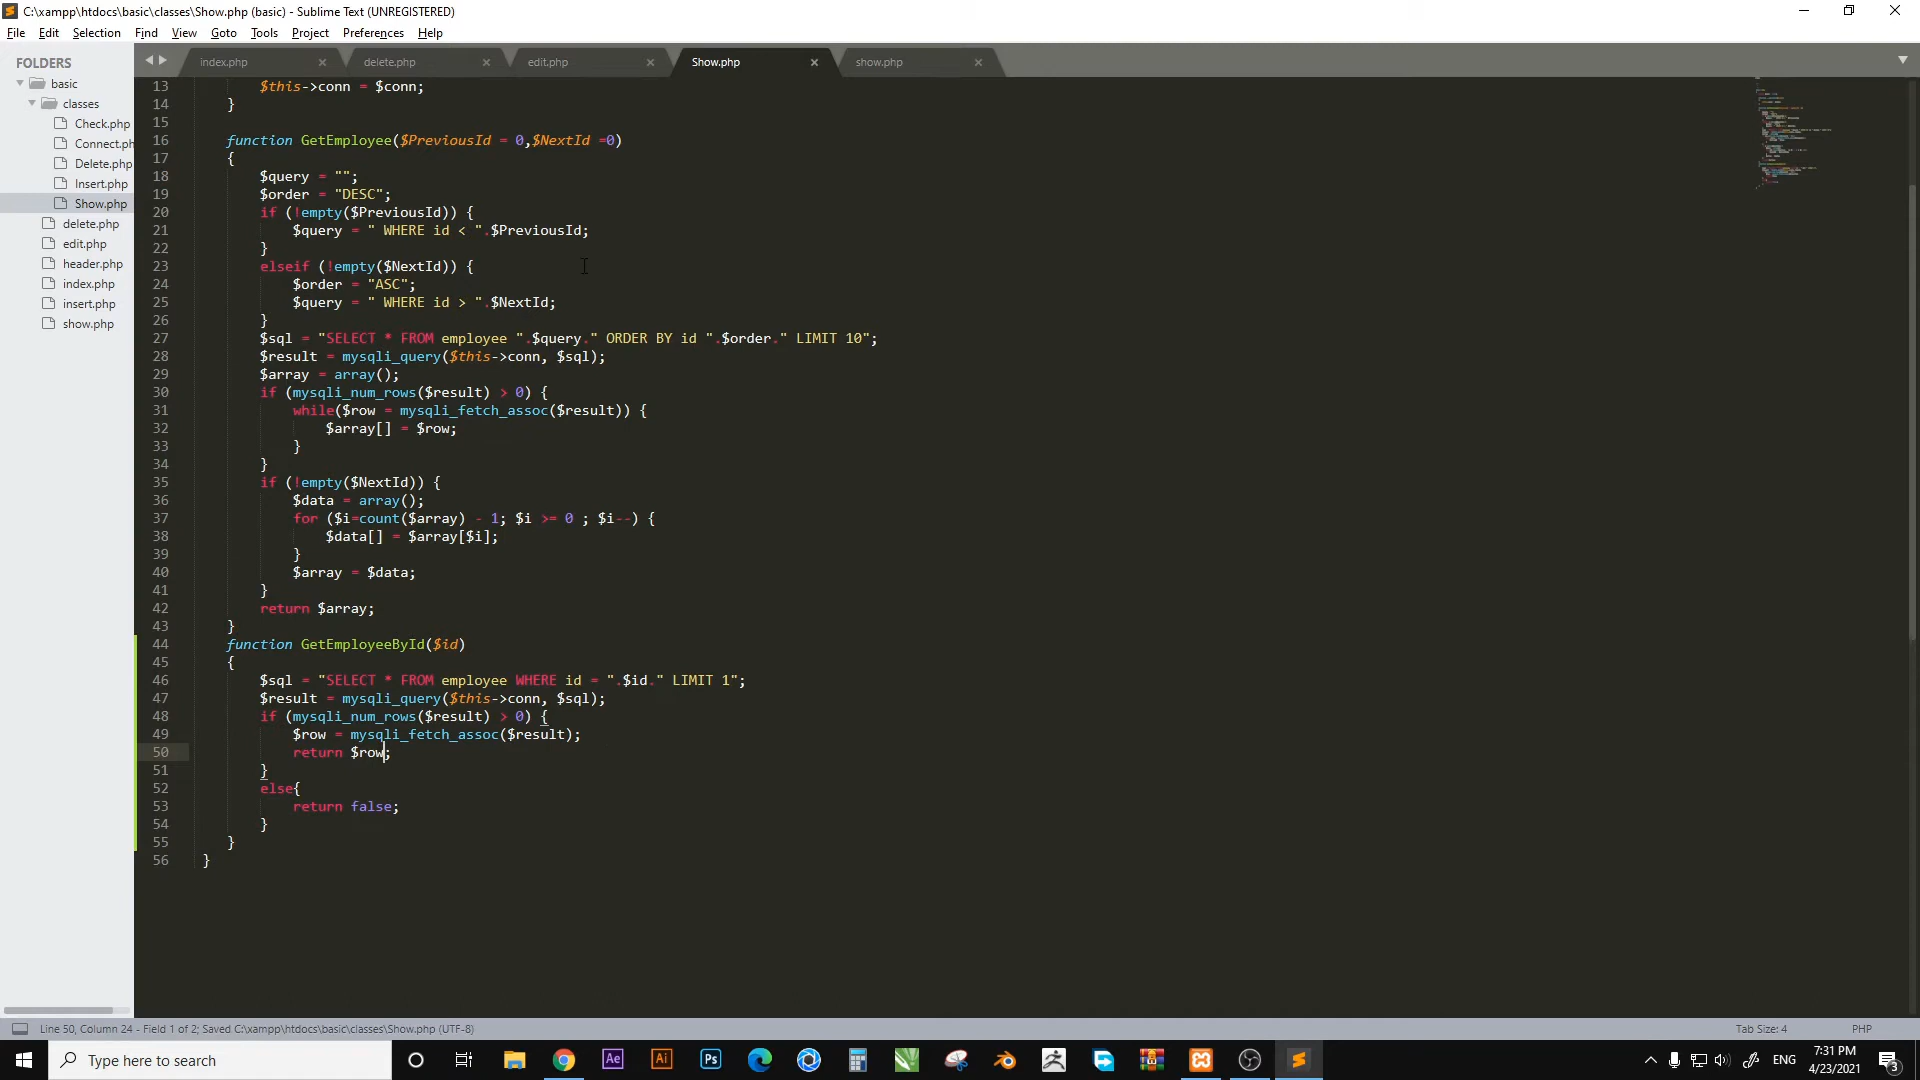 C:\xampp\htdocs\basic\classes\Show.php (basic) - Sublime Text (UNREGISTERED)
File Edit Selection Find View Goto Tools Project Preferences Help
FOLDERS
basic
classes
Check.php
Connect.ph
Delete.php
Insert.php
Show.php
delete.php
edit.php
header.php
index.php
insert.php
show.php
index.php delete.php edit.php Show.php show.php
13 $this->conn = $conn;
14 }
15
16 function GetEmployee($PreviousId = 0,$NextId =0)
17 {
18 $query = "";
19 $order = "DESC";
20 if (!empty($PreviousId)) {
21 $query = " WHERE id < ".$PreviousId;
22 }
23 elseif (!empty($NextId)) {
24 $order = "ASC";
25 $query = " WHERE id > ".$NextId;
26 }
27 $sql = "SELECT * FROM employee ".$query." ORDER BY id ".$order." LIMIT 10";
28 $result = mysqli_query($this->conn, $sql);
29 $array = array();
30 if (mysqli_num_rows($result) > 0) {
31 while($row = mysqli_fetch_assoc($result)) {
32 $array[] = $row;
33 }
34 }
35 if (!empty($NextId)) {
36 $data = array();
37 for ($i=count($array) - 1; $i >= 0 ; $i--) {
38 $data[] = $array[$i];
39 }
40 $array = $data;
41 }
42 return $array;
43 }
44 function GetEmployeeById($id)
45 {
46 $sql = "SELECT * FROM employee WHERE id = ".$id." LIMIT 1";
47 $result = mysqli_query($this->conn, $sql);
48 if (mysqli_num_rows($result) > 0) {
49 $row = mysqli_fetch_assoc($result);
50 return $row;
51 }
52 else{
53 return false;
54 }
55 }
56 }
Line 50, Column 24 - Field 1 of 2; Saved C:\xampp\htdocs\basic\classes\Show.php (UTF-8)
Tab Size: 4 PHP
Type here to search
Ae Ai Ps
ENG
7:31 PM
4/23/2021
3